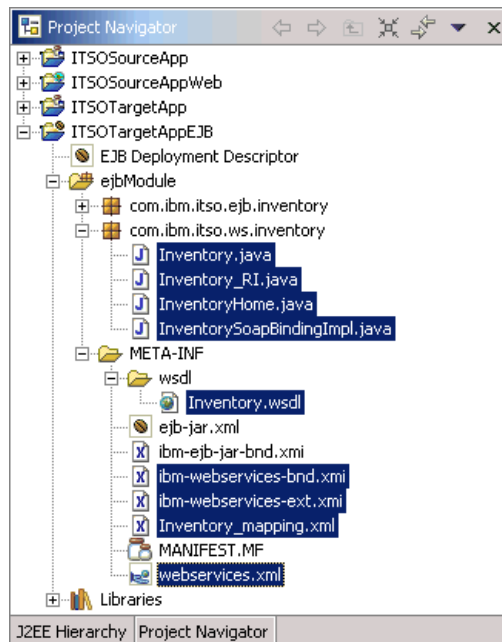 Project Navigator
ITSOSourceApp
ITSOSourceAppWeb
ITSOTargetApp
ITSOTargetAppEJB
EJB Deployment Descriptor
ejbModule
com.ibm.itso.ejb.inventory
com.ibm.itso.ws.inventory
Inventory.java
Inventory_RI.java
InventoryHome.java
InventorySoapBindingImpl.java
META-INF
wsdl
Inventory.wsdl
ejb-jar.xml
ibm-ejb-jar-bnd.xmi
ibm-webservices-bnd.xmi
ibm-webservices-ext.xmi
Inventory_mapping.xml
MANIFEST.MF
webservices.xml
Libraries
J2EE Hierarchy Project Navigator